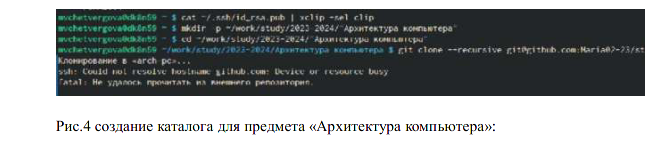 mvchetvergova@dk8n59 ~ $ cat ~/.ssh/id_rsa.pub | xclip -sel clip
mvchetvergova@dk8n59 ~ $ mkdir -p ~/work/study/2023-2024/"Архитектура компьютера"
mvchetvergova@dk8n59 ~ $ cd ~/work/study/2023-2024/"Архитектура компьютера"
mvchetvergova@dk8n59 ~/work/study/2023-2024/Архитектура компьютера $ git clone --recursive git@github.com:Maria02-23/st
Клонирование в «arch-pc»...
ssh: Could not resolve hostname github.com: Device or resource busy
fatal: Не удалось прочитать из внешнего репозитория.
Рис.4 создание каталога для предмета «Архитектура компьютера»: